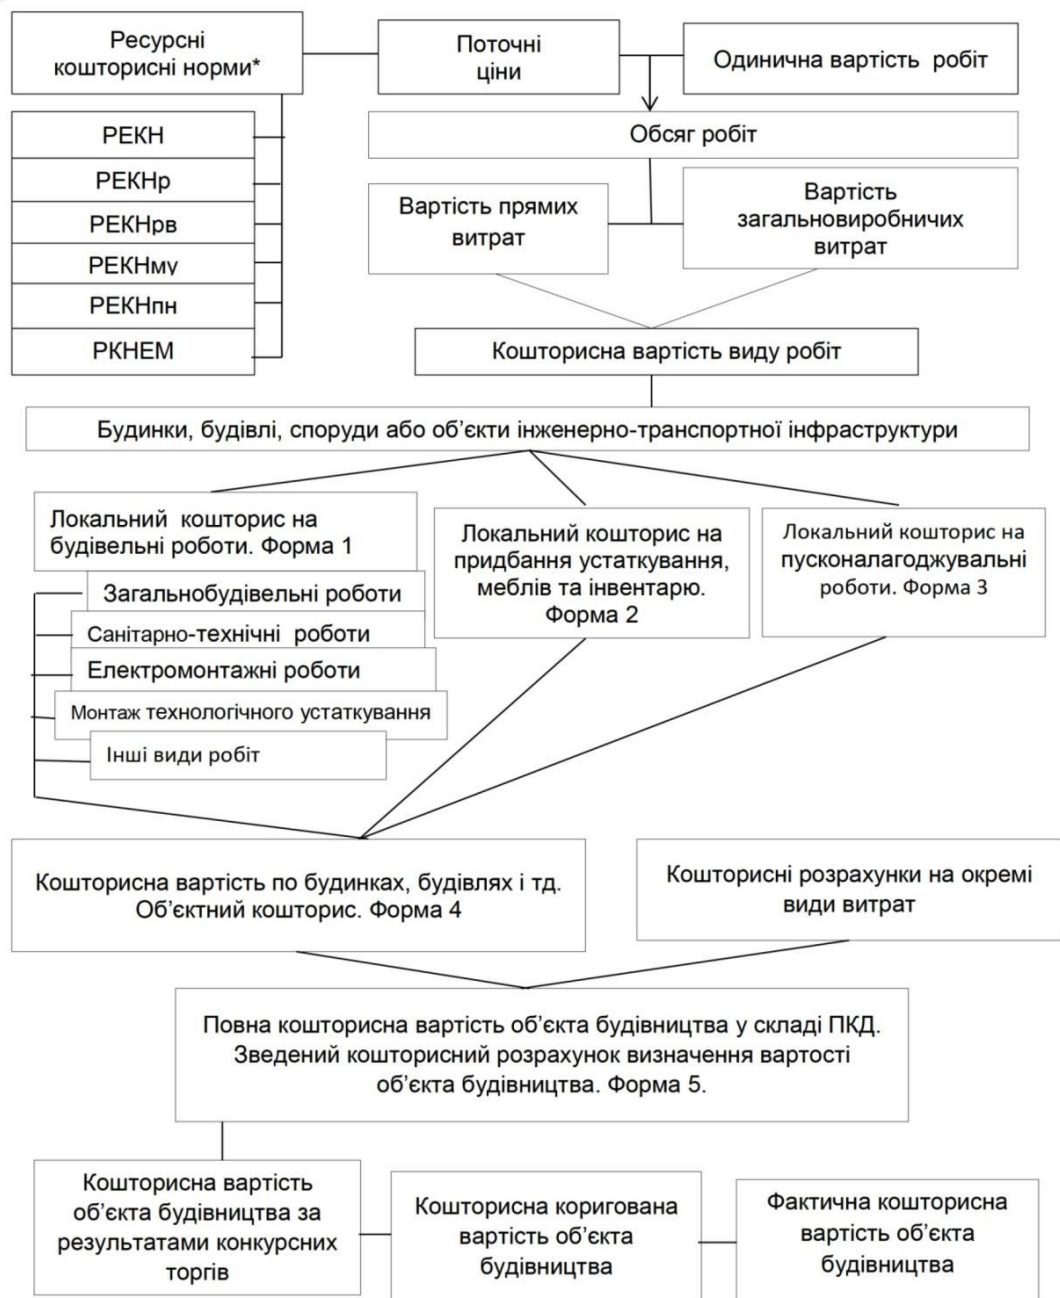 Ресурсні
кошторисні норми*
Поточні
ціни
Одинична вартість робіт
РЕКН
РЕКНр
РЕКНрв
РЕКНму
РЕКНпн
РКНЕМ
Обсяг робіт
Вартість прямих
витрат
Вартість
загальновиробничих
витрат
Кошторисна вартість виду робіт
Будинки, будівлі, споруди або об’єкти інженерно-транспортної інфраструктури
Локальний кошторис на
будівельні роботи. Форма 1
Загальнобудівельні роботи
Санітарно-технічні роботи
Електромонтажні роботи
Монтаж технологічного устаткування
Інші види робіт
Локальний кошторис на
придбання устаткування,
меблів та інвентарю.
Форма 2
Локальний кошторис на
пусконалагоджувальні
роботи. Форма 3
Кошторисна вартість по будинках, будівлях і тд.
Об’єктний кошторис. Форма 4
Кошторисні розрахунки на окремі
види витрат
Повна кошторисна вартість об’єкта будівництва у складі ПКД.
Зведений кошторисний розрахунок визначення вартості
об’єкта будівництва. Форма 5.
Кошторисна вартість
об’єкта будівництва за
результатами конкурсних
торгів
Кошторисна коригована
вартість об’єкта
будівництва
Фактична кошторисна
вартість об’єкта
будівництва